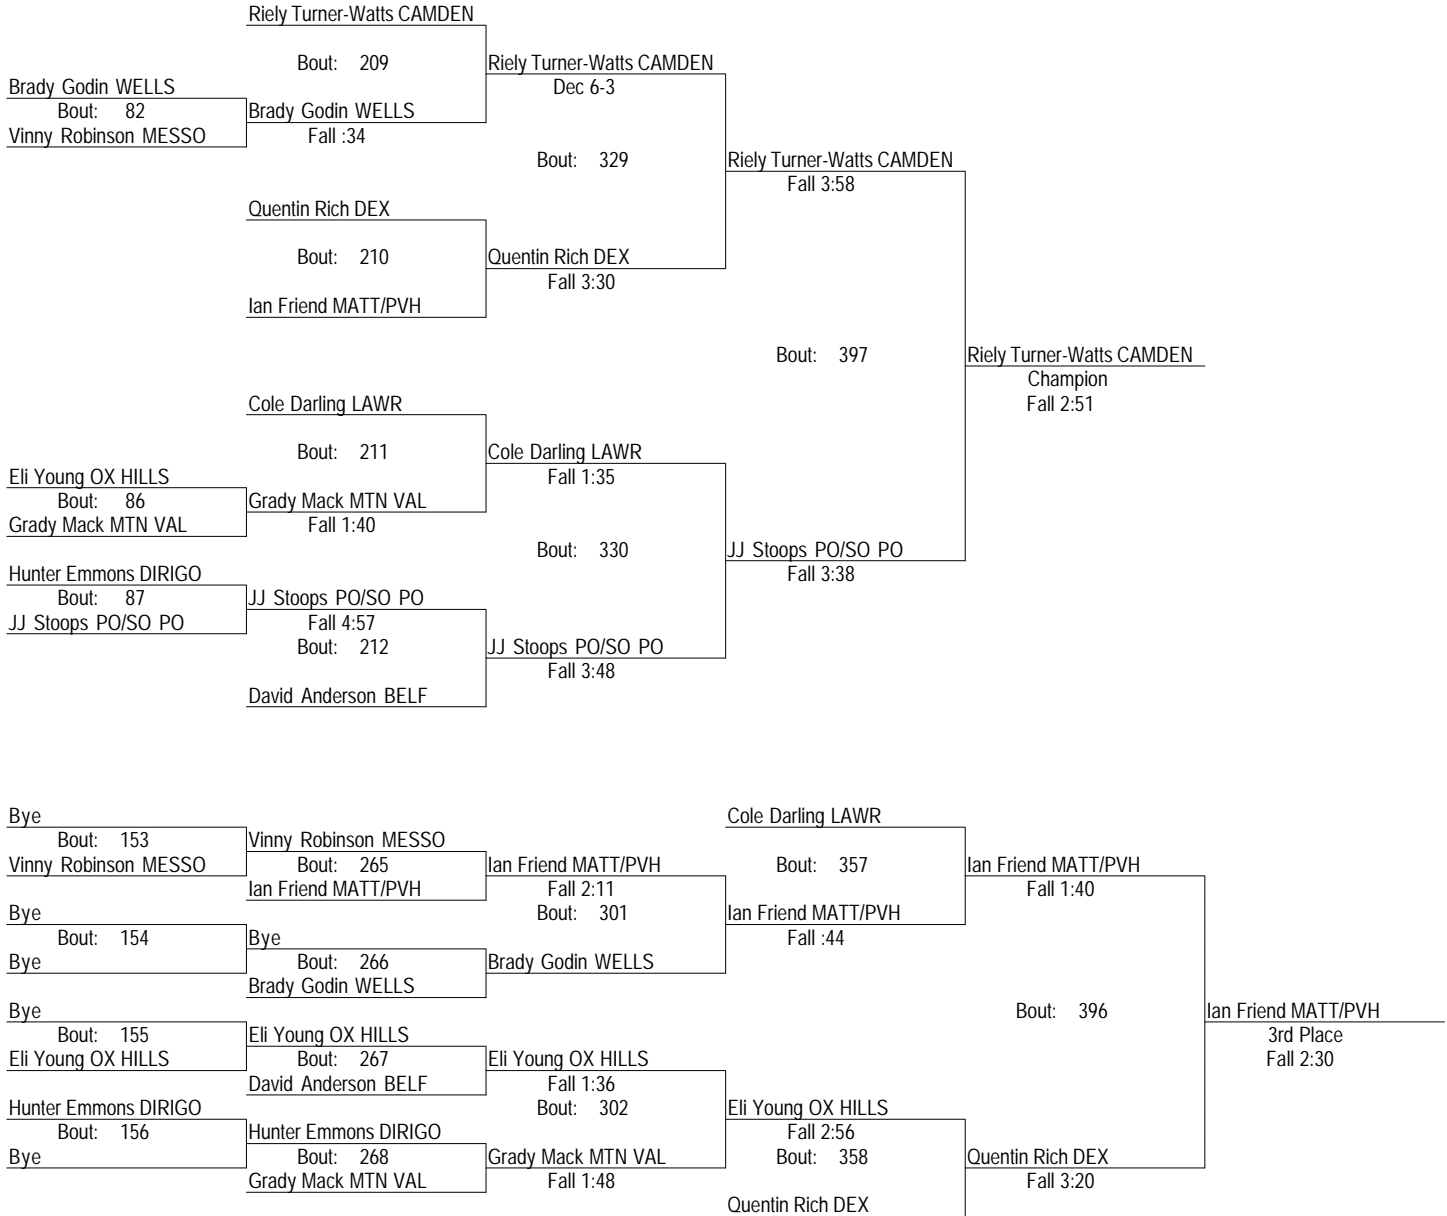 Riely Turner-Watts CAMDEN
Bout: 209
Riely Turner-Watts CAMDEN
Brady Godin WELLS
Dec 6-3
Bout: 82
Brady Godin WELLS
Vinny Robinson MESSO
Fall :34
Bout: 329
Riely Turner-Watts CAMDEN
Fall 3:58
Quentin Rich DEX
Bout: 210
Quentin Rich DEX
Fall 3:30
Ian Friend MATT/PVH
Bout: 397
Riely Turner-Watts CAMDEN
Champion
Fall 2:51
Cole Darling LAWR
Bout: 211
Cole Darling LAWR
Eli Young OX HILLS
Fall 1:35
Bout: 86
Grady Mack MTN VAL
Grady Mack MTN VAL
Fall 1:40
Bout: 330
JJ Stoops PO/SO PO
Hunter Emmons DIRIGO
Fall 3:38
Bout: 87
JJ Stoops PO/SO PO
JJ Stoops PO/SO PO
Fall 4:57
Bout: 212
JJ Stoops PO/SO PO
Fall 3:48
David Anderson BELF
Bye
Cole Darling LAWR
Bout: 153
Vinny Robinson MESSO
Vinny Robinson MESSO
Bout: 265
Ian Friend MATT/PVH
Bout: 357
Ian Friend MATT/PVH
Ian Friend MATT/PVH
Fall 2:11
Fall 1:40
Bye
Bout: 301
Ian Friend MATT/PVH
Bout: 154
Bye
Fall :44
Bye
Bout: 266
Brady Godin WELLS
Brady Godin WELLS
Bye
Bout: 396
Ian Friend MATT/PVH
Bout: 155
Eli Young OX HILLS
3rd Place
Eli Young OX HILLS
Bout: 267
Eli Young OX HILLS
Fall 2:30
David Anderson BELF
Fall 1:36
Hunter Emmons DIRIGO
Bout: 302
Eli Young OX HILLS
Bout: 156
Hunter Emmons DIRIGO
Fall 2:56
Bye
Bout: 268
Grady Mack MTN VAL
Bout: 358
Quentin Rich DEX
Grady Mack MTN VAL
Fall 1:48
Fall 3:20
Quentin Rich DEX